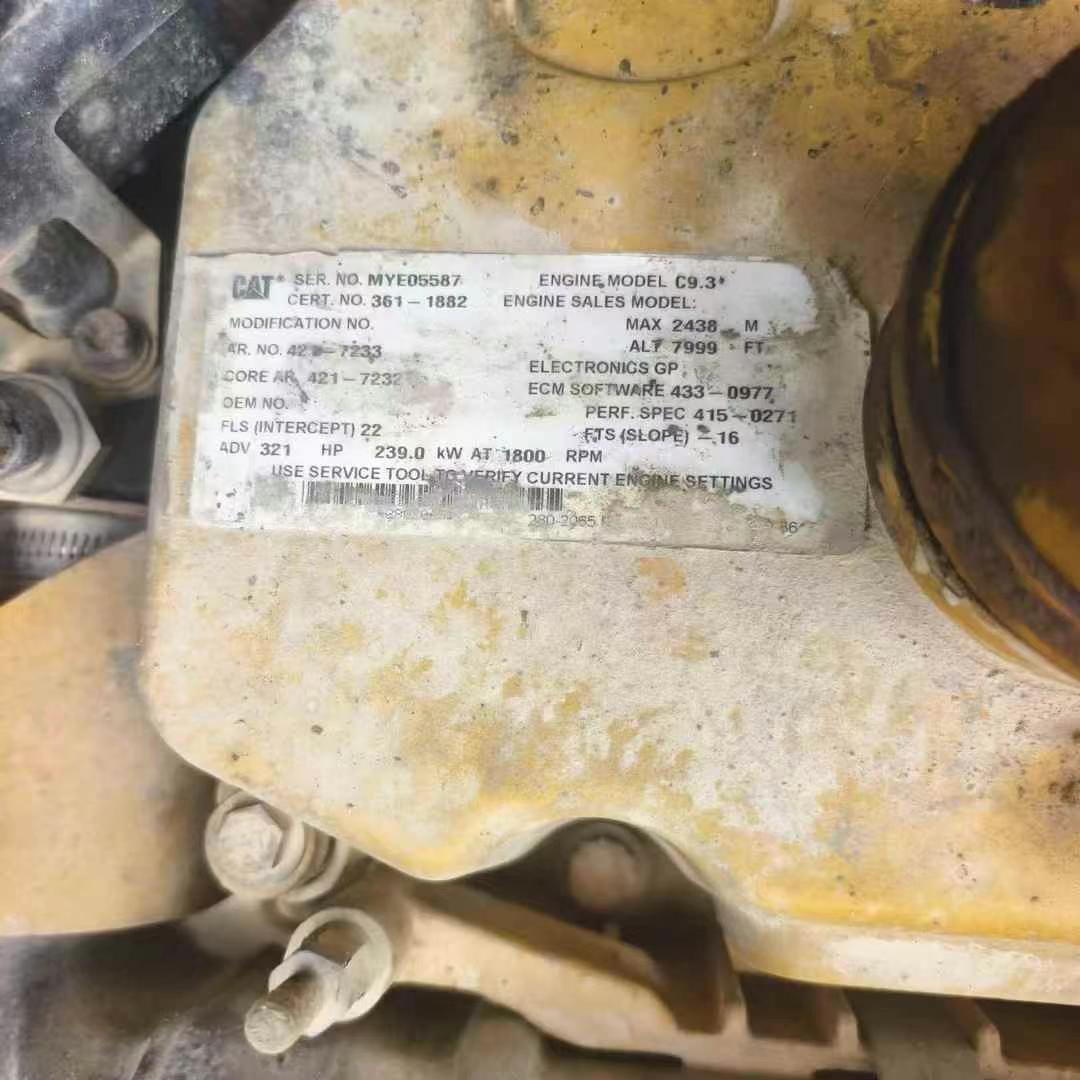 CAT SER. NO. MYE05587 ENGINE MODEL C9.3*
CERT. NO. 361-1882 ENGINE SALES MODEL:
MODIFICATION NO. MAX 2438 M
ALT 7999 FT
AR. NO. 7233
ELECTRONICS GP
CORE AR. 421-7232 ECM SOFTWARE 433-0977
OEM NO. PERF. SPEC 415-0271
FLS (INTERCEPT) 22 FTS (SLOPE) -16
ADV 321 HP 239.0 kW AT 1800 RPM
USE SERVICE TOOL TO VERIFY CURRENT ENGINE SETTINGS